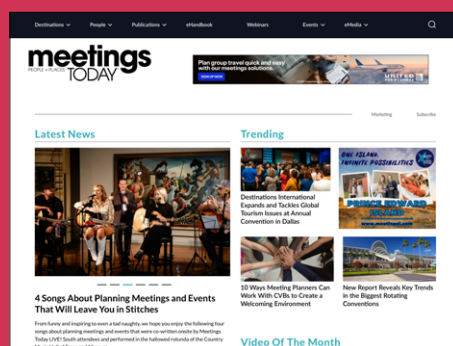 Destinations People Publications eHandbook Webinars Events eMedia
meetings
PEOPLE + PLACES TODAY
Plan group travel quick and easy
with our meetings solutions.
SIGN UP NOW
UNITED
Marketing Subscribe
Latest News
Trending
ONE ISLAND.
INFINITE POSSIBILITIES
PRINCE EDWARD
ISLAND
Destinations International
Expands and Tackles Global
Tourism Issues at Annual
Convention in Dallas
4 Songs About Planning Meetings and Events
That Will Leave You in Stitches
From funny and inspiring to even a tad naughty, we hope you enjoy the following four
songs about planning meetings and events that were co-written onsite by Meetings
Today LIVE! South attendees and performed in the hallowed rotunda of the Country
10 Ways Meeting Planners Can
Work With CVBs to Create a
Welcoming Environment
New Report Reveals Key Trends
in the Biggest Rotating
Conventions
Video Of The Month